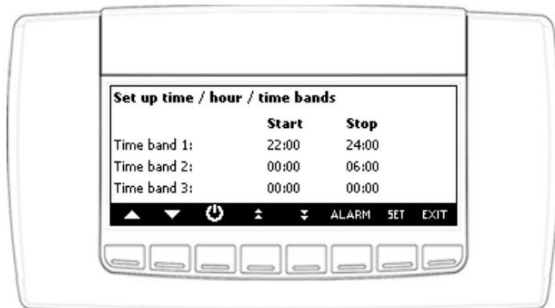 Set up time / hour / time bands
Start Stop
Time band 1: 22:00 24:00
Time band 2: 00:00 06:00
Time band 3: 00:00 00:00
ALARM SET EXIT